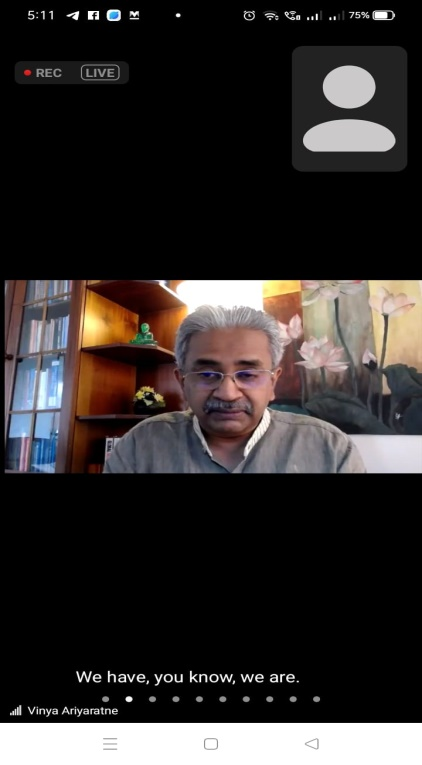 5:11
75%
REC LIVE
We have, you know, we are.
Vinya Ariyaratne